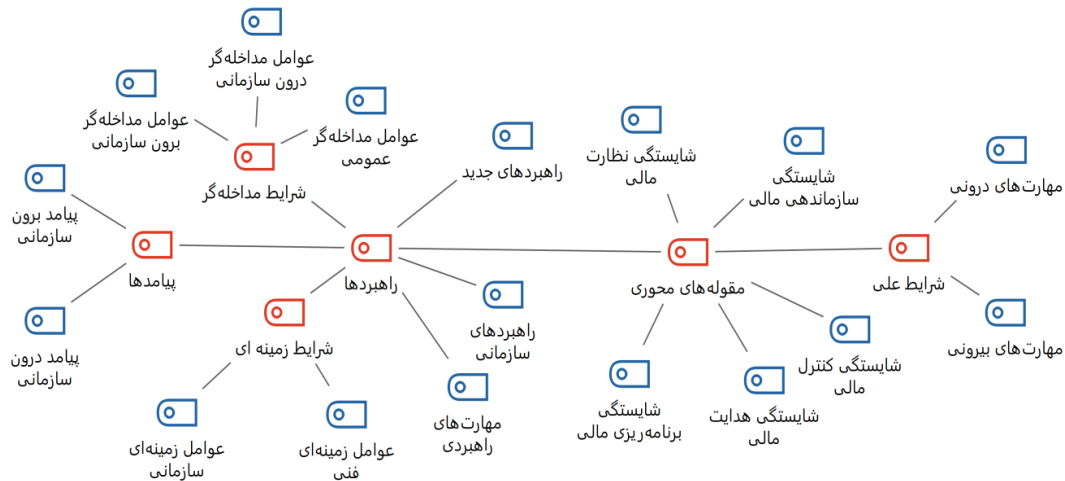 عوامل مداخله‌گر
درون سازمانی
عوامل مداخله‌گر
برون سازمانی
عوامل مداخله‌گر
عمومی
شرایط مداخله‌گر
راهبردهای جدید
شایستگی نظارت
مالی
شایستگی
سازماندهی مالی
مهارت‌های درونی
پیامد برون
سازمانی
پیامدها
راهبردها
مقوله‌های محوری
شرایط علی
پیامد درون
سازمانی
شرایط زمینه ای
راهبردهای
سازمانی
مهارت‌های بیرونی
شایستگی کنترل
مالی
شایستگی
برنامه‌ریزی مالی
شایستگی هدایت
مالی
مهارت‌های
راهبردی
عوامل زمینه‌ای
فنی
عوامل زمینه‌ای
سازمانی